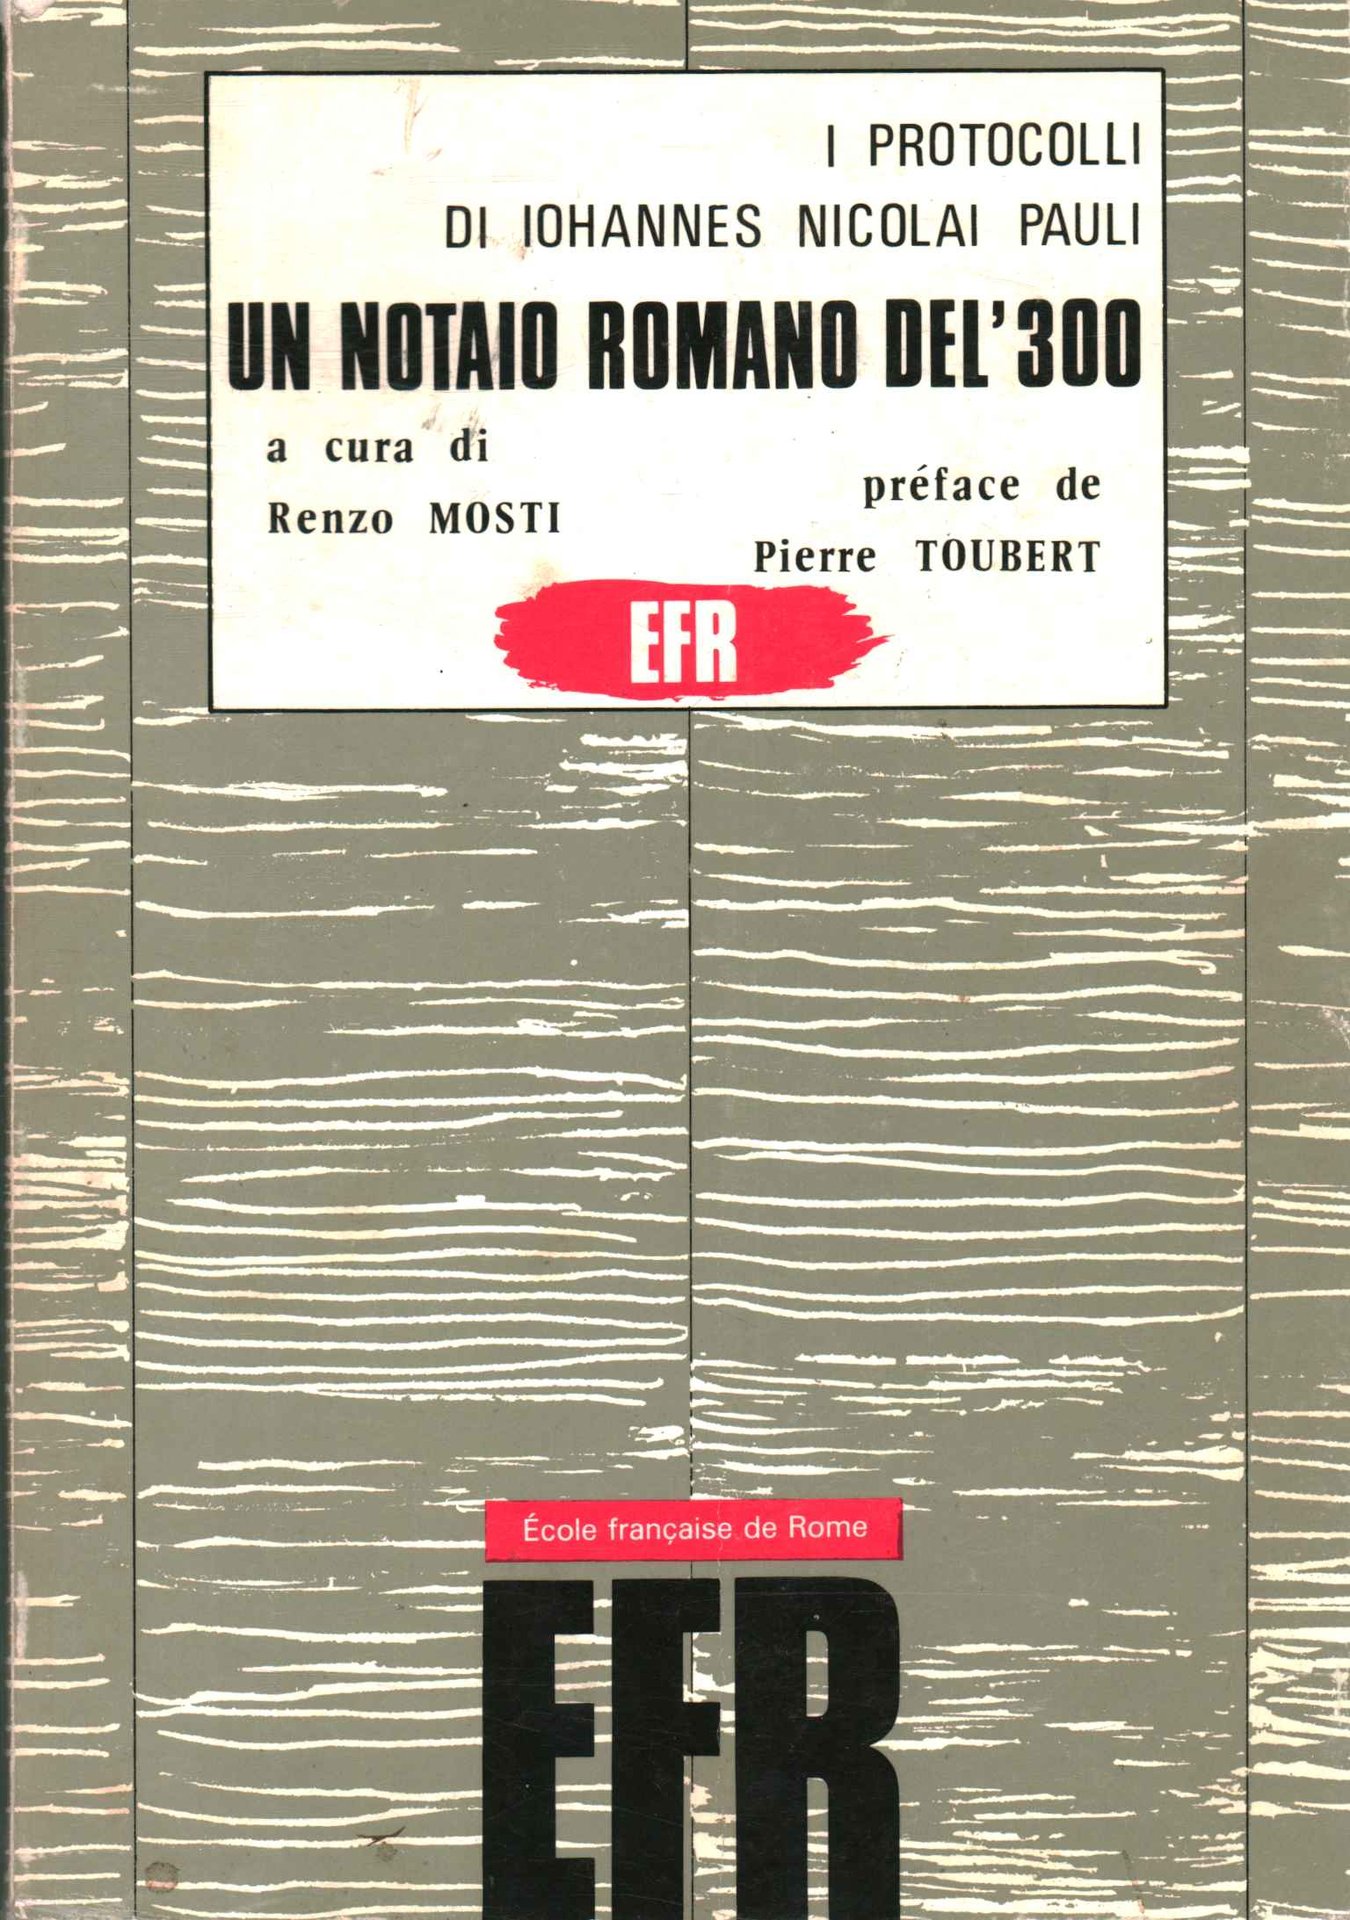 I PROTOCOLLI
DI IOHANNES NICOLAI PAULI
UN NOTAIO ROMANO DEL'300
a cura di
Renzo MOSTI
préface de
Pierre TOUBERT
EFR
École française de Rome
EFR